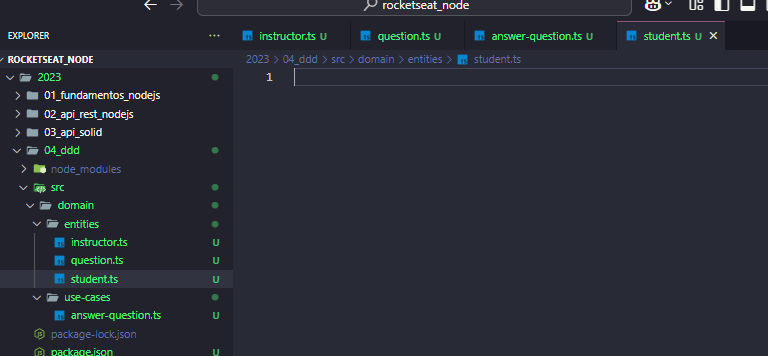 rocketseat_node
EXPLORER
instructor.ts U
question.ts U
answer-question.ts U
student.ts U
ROCKETSEAT_NODE
2023 > 04_ddd > src > domain > entities > student.ts
2023
1
01_fundamentos_nodejs
02_api_rest_nodejs
03_api_solid
04_ddd
node_modules
src
domain
entities
instructor.ts U
question.ts U
student.ts U
use-cases
answer-question.ts U
package-lock.json
package.json U